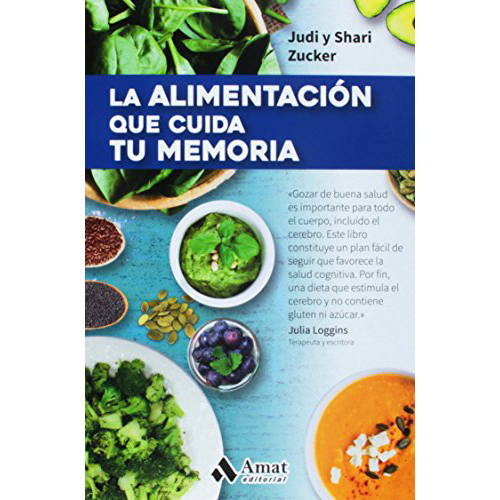 Judi y Shari
Zucker
LA ALIMENTACIÓN
QUE CUIDA
TU MEMORIA
«Gozar de buena salud
es importante para todo
el cuerpo, incluido el
cerebro. Este libro
constituye un plan fácil de
seguir que favorece la
salud cognitiva. Por fin,
una dieta que estimula el
cerebro y no contiene
gluten ni azúcar.»
Julia Loggins
Terapeuta y escritora
Amat
editorial